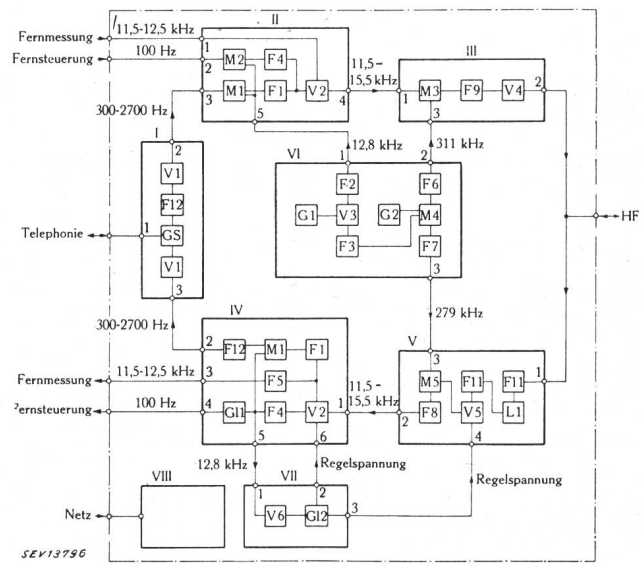 II
11,5-12,5 kHz
Fernmessung
1
100 Hz
Fernsteuerung
2
M2
F4
III
11,5-
15,5 kHz
300-2700 Hz
3
M1
F1
V2
4
1
M3
F9
V4
2
5
3
I
2
V1
F12
Telephonie
1
GS
V1
3
12,8 kHz
311 kHz
VI
1
2
F2
F6
G1
V3
G2
M4
F3
F7
3
HF
279 kHz
300-2700 Hz
IV
2
F12
M1
F1
Fernmessung
11,5-12,5 kHz
3
F5
11,5-
15,5 kHz
ernsteuerung
100 Hz
4
Gl1
F4
V2
1
5
6
V
3
1
M5
F11
F11
2
F8
V5
L1
4
12,8 kHz
Regelspannung
Regelspannung
VIII
VII
1
2
3
V6
Gl2
Netz
SEV13796